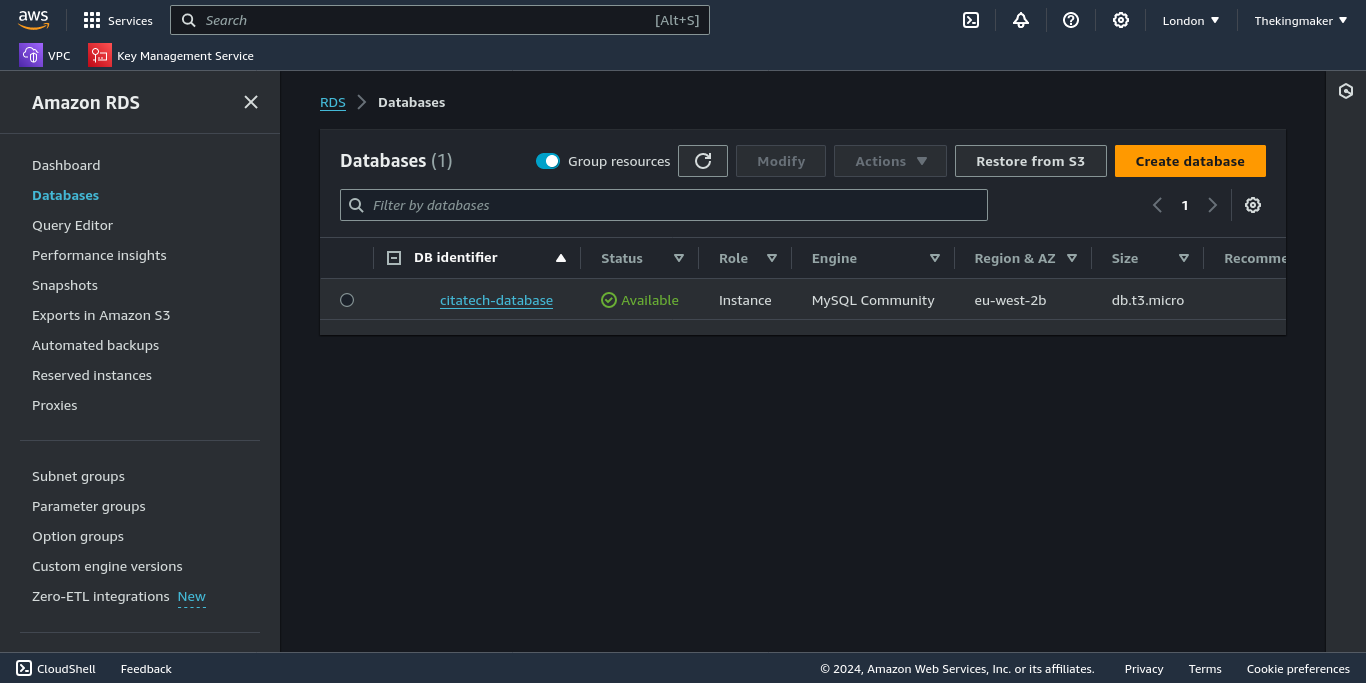 aws
Services
Search
[Alt+S]
London
Thekingmaker
VPC
Key Management Service
Amazon RDS
Dashboard
Databases
Query Editor
Performance insights
Snapshots
Exports in Amazon S3
Automated backups
Reserved instances
Proxies
Subnet groups
Parameter groups
Option groups
Custom engine versions
Zero-ETL integrations New
RDS > Databases
Databases (1)
Group resources
Modify
Actions
Restore from S3
Create database
Filter by databases
1
DB identifier Status Role Engine Region & AZ Size Recomme
citatech-database Available Instance MySQL Community eu-west-2b db.t3.micro
CloudShell
Feedback
© 2024, Amazon Web Services, Inc. or its affiliates.
Privacy
Terms
Cookie preferences